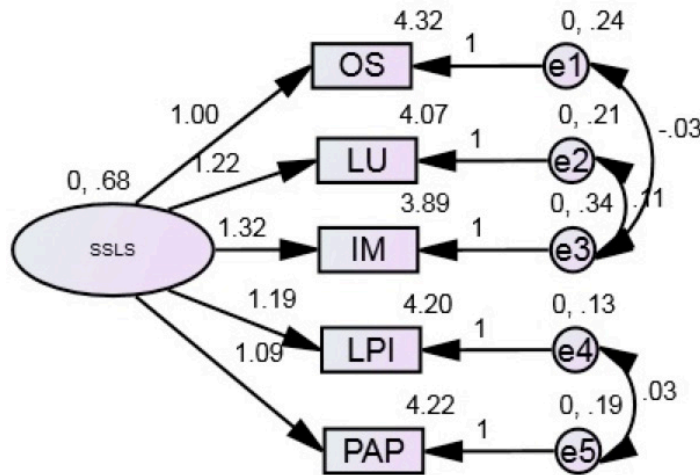 4.32
0, .24
OS
1
e1
1.00
-.03
4.07
0, .21
LU
1
e2
1.22
0, .68
.11
3.89
0, .34
SSLS
1.32
IM
1
e3
1.19
4.20
0, .13
LPI
1
e4
1.09
.03
4.22
0, .19
PAP
1
e5